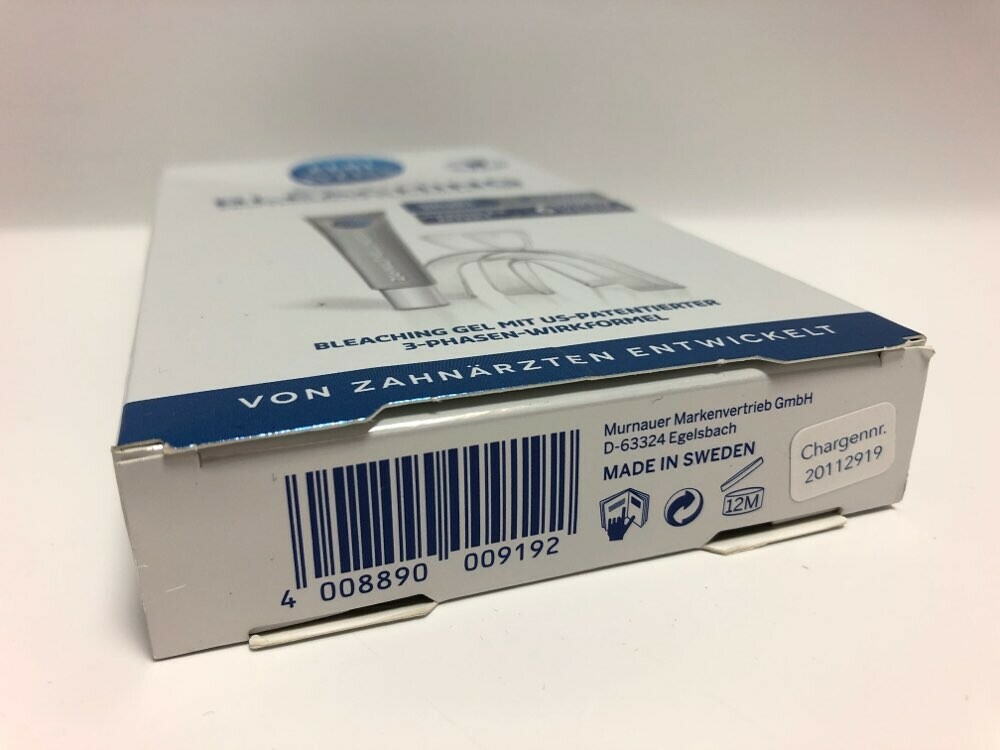 BLEACHING
BLEACHING GEL MIT US-PATENTIERTER
3-PHASEN-WIRKFORMEL
VON ZAHNÄRZTEN ENTWICKELT
Murnauer Markenvertrieb GmbH
D-63324 Egelsbach
MADE IN SWEDEN
12M
Chargennr.
20112919
4 008890 009192